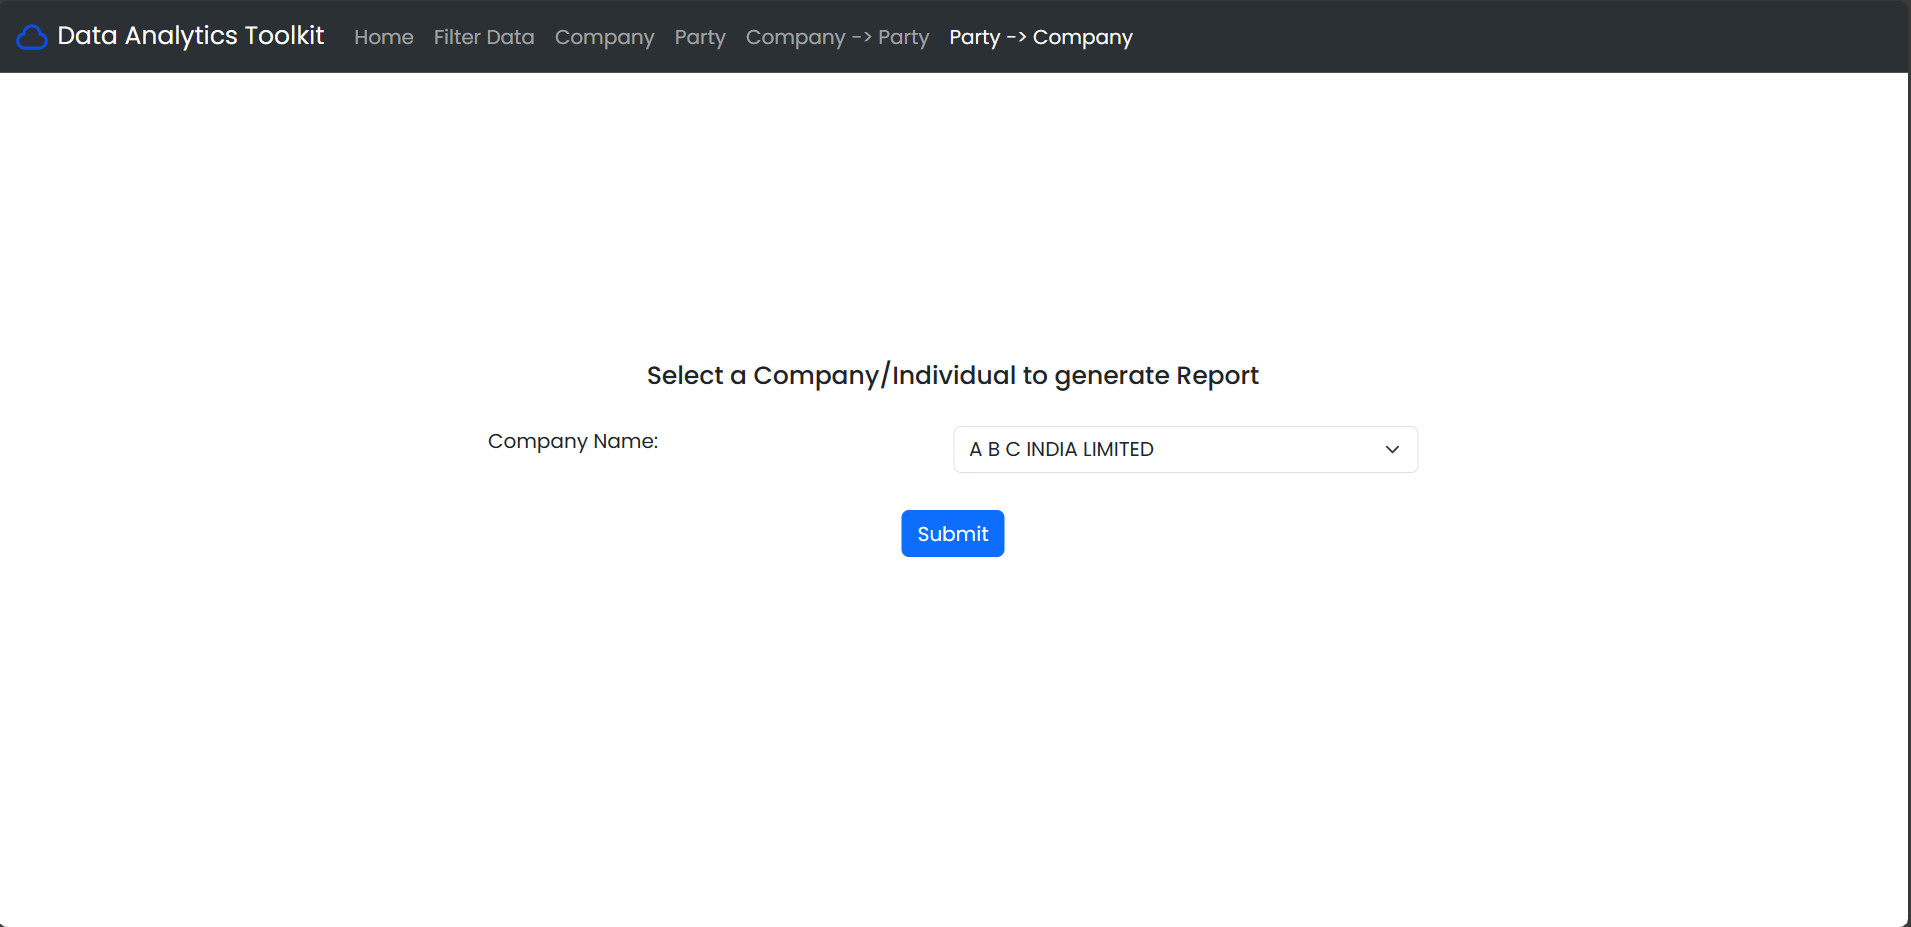 Data Analytics Toolkit Home Filter Data Company Party Company -> Party Party -> Company
Select a Company/Individual to generate Report
Company Name: A B C INDIA LIMITED
Submit